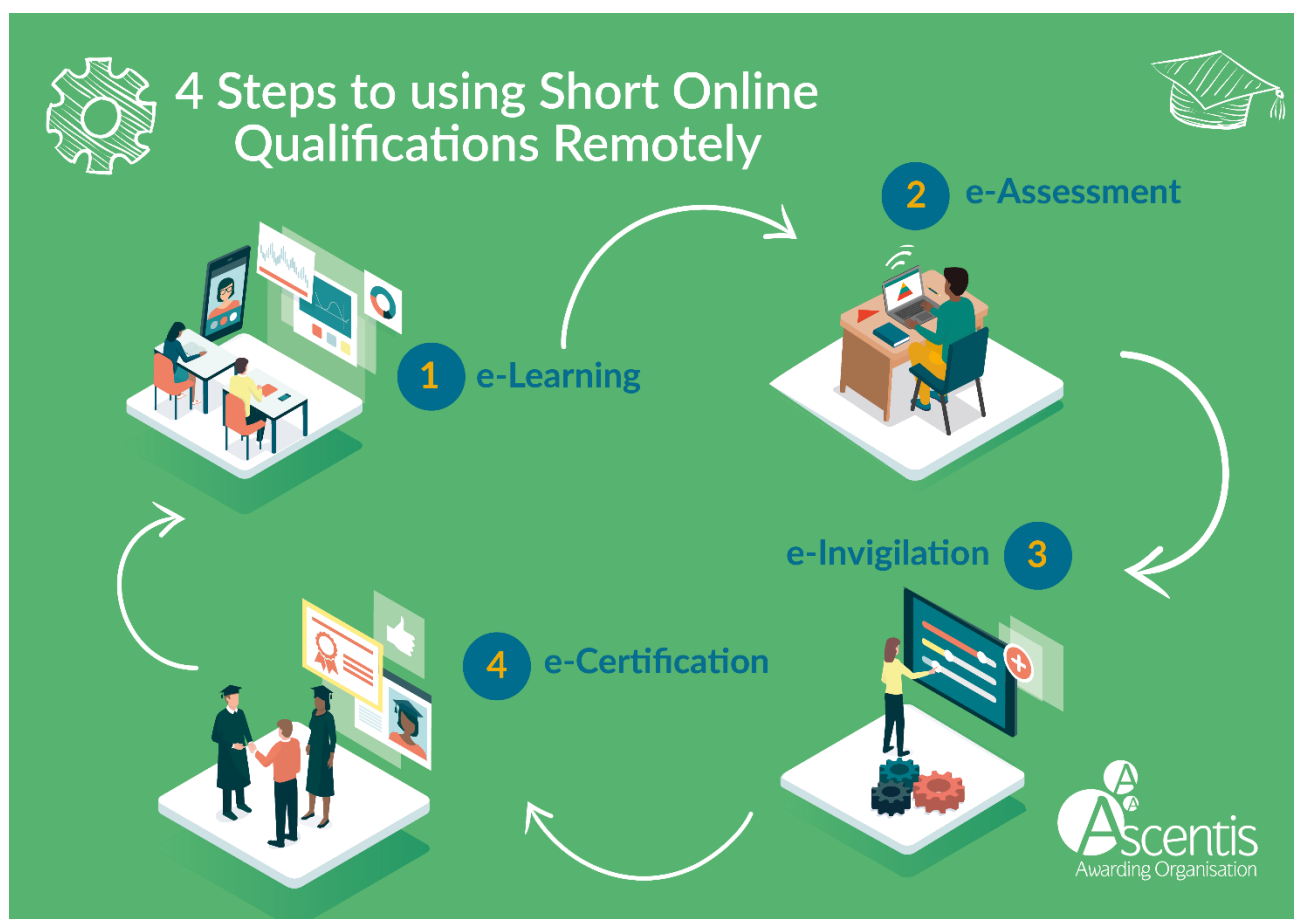 4 Steps to using Short Online
Qualifications Remotely
2 e-Assessment
1 e-Learning
e-Invigilation 3
4 e-Certification
A
A
Ascentis
Awarding Organisation